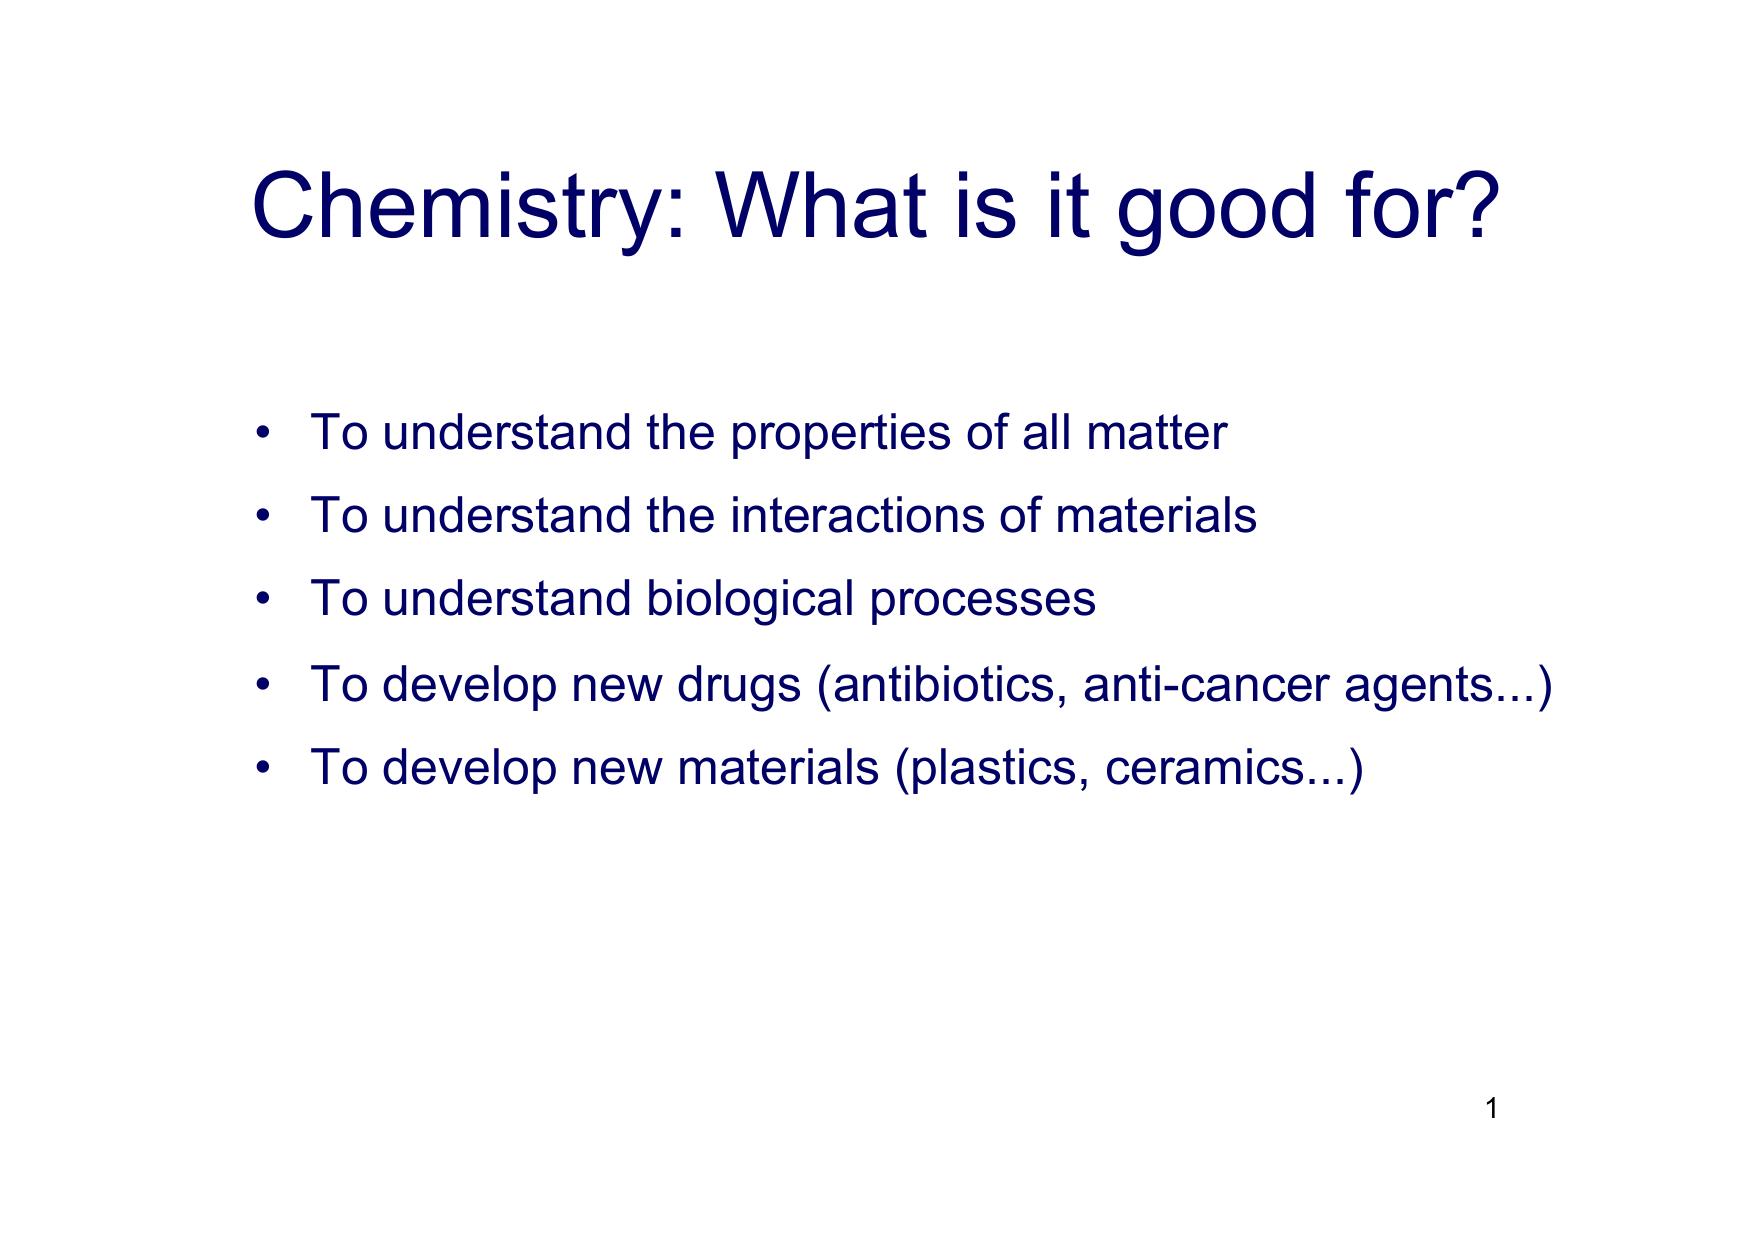 Chemistry: What is it good for?
• To understand the properties of all matter
• To understand the interactions of materials
• To understand biological processes
• To develop new drugs (antibiotics, anti-cancer agents...)
• To develop new materials (plastics, ceramics...)
1